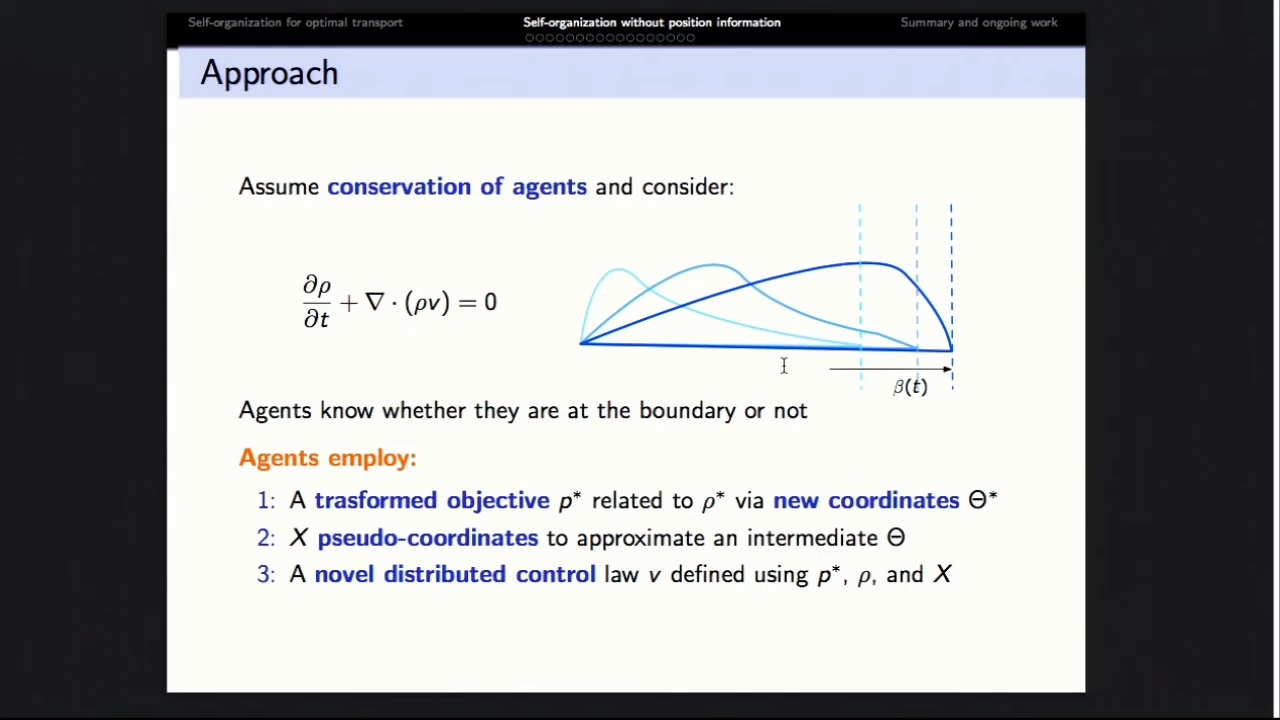 Self-organization for optimal transport
Self-organization without position information
Summary and ongoing work
Approach
Assume conservation of agents and consider:
∂ρ/∂t + ∇ · (ρv) = 0
β(t)
Agents know whether they are at the boundary or not
Agents employ:
1: A trasformed objective p* related to ρ* via new coordinates Θ*
2: X pseudo-coordinates to approximate an intermediate Θ
3: A novel distributed control law v defined using p*, ρ, and X